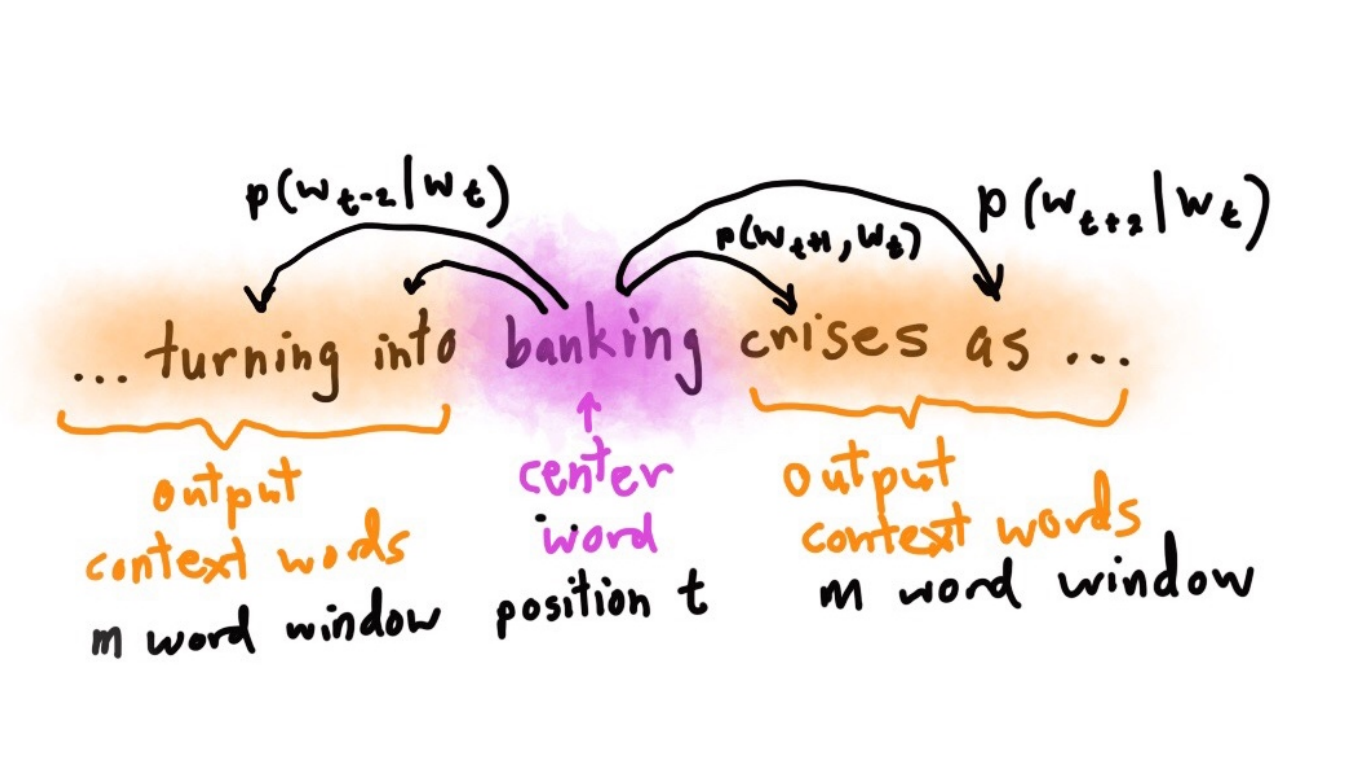 p(w_{t-2}|w_t)
p(w_{t+1}, w_t)
p(w_{t+2}|w_t)
... turning into banking crises as ...
output
context words
m word window
center
word
position t
output
context words
m word window